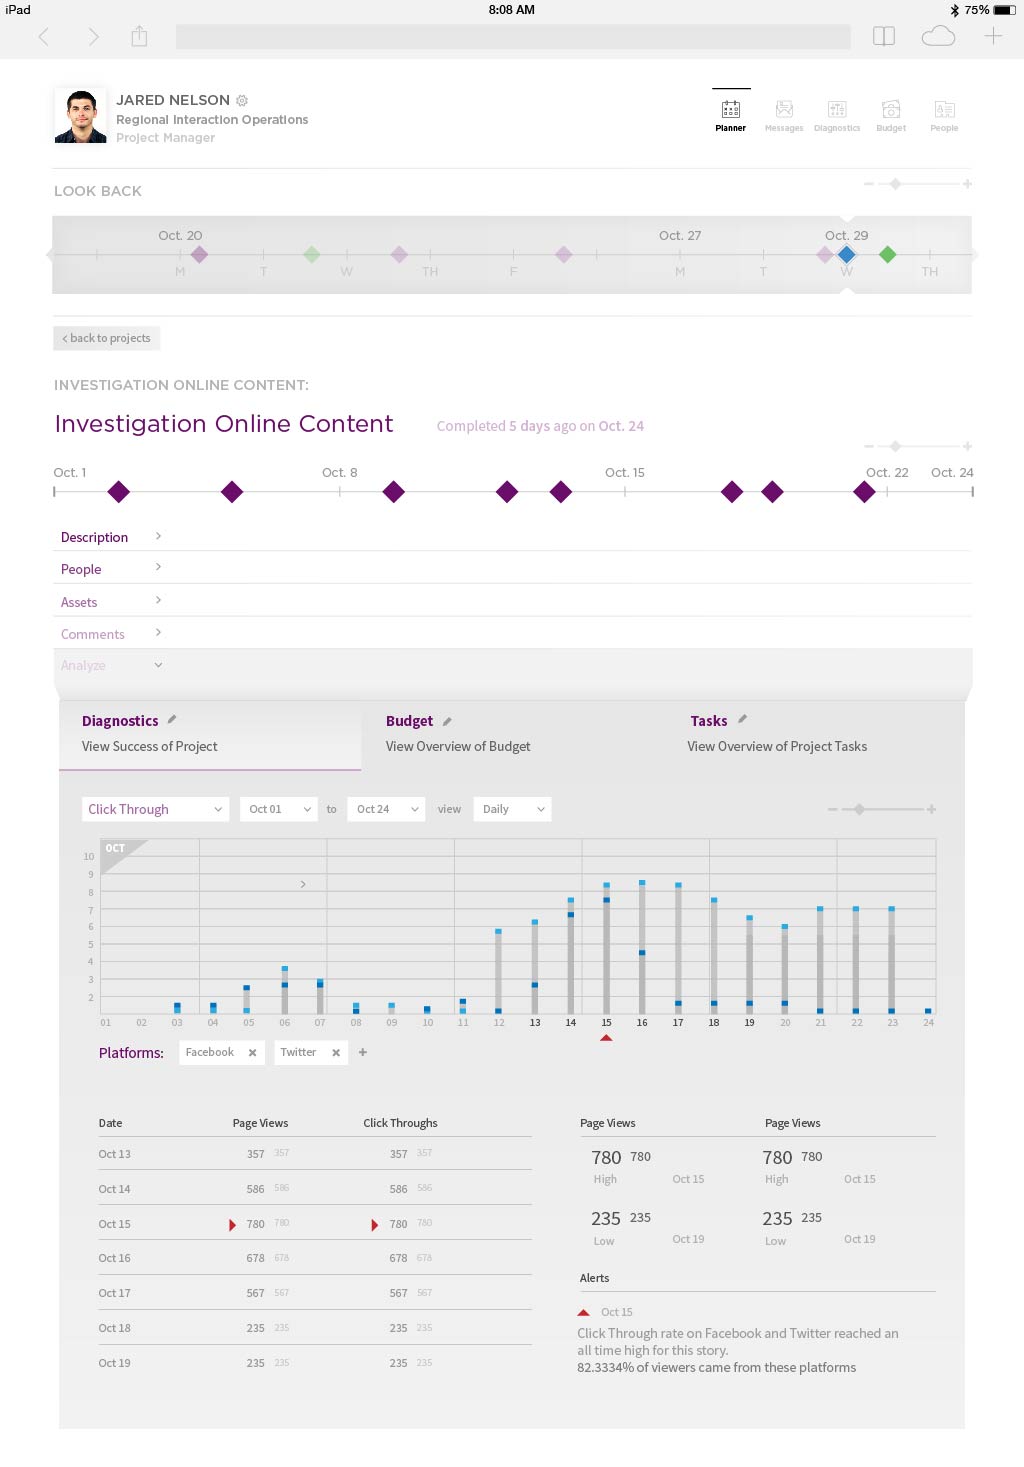 iPad 8:08 AM 75%
JARED NELSON
Regional Interaction Operations
Project Manager
Planner Messages Diagnostics Budget People
LOOK BACK
Oct. 20 Oct. 27 Oct. 29
M T W TH F M T W TH
< back to projects
INVESTIGATION ONLINE CONTENT:
Investigation Online Content Completed 5 days ago on Oct. 24
Oct. 1 Oct. 8 Oct. 15 Oct. 22 Oct. 24
Description >
People >
Assets >
Comments >
Analyze
Diagnostics Budget Tasks
View Success of Project View Overview of Budget View Overview of Project Tasks
Click Through Oct 01 to Oct 24 view Daily
OCT
10
9
8
7
6
5
4
3
2
01 02 03 04 05 06 07 08 09 10 11 12 13 14 15 16 17 18 19 20 21 22 23 24
Platforms: Facebook x Twitter x +
Date Page Views Click Throughs
Oct 13 357 357 357 357
Oct 14 586 586 586 586
Oct 15 780 780 780 780
Oct 16 678 678 678 678
Oct 17 567 567 567 567
Oct 18 235 235 235 235
Oct 19 235 235 235 235
Page Views Page Views
780 780 780 780
High Oct 15 High Oct 15
235 235 235 235
Low Oct 19 Low Oct 19
Alerts
Oct 15
Click Through rate on Facebook and Twitter reached an
all time high for this story.
82.3334% of viewers came from these platforms